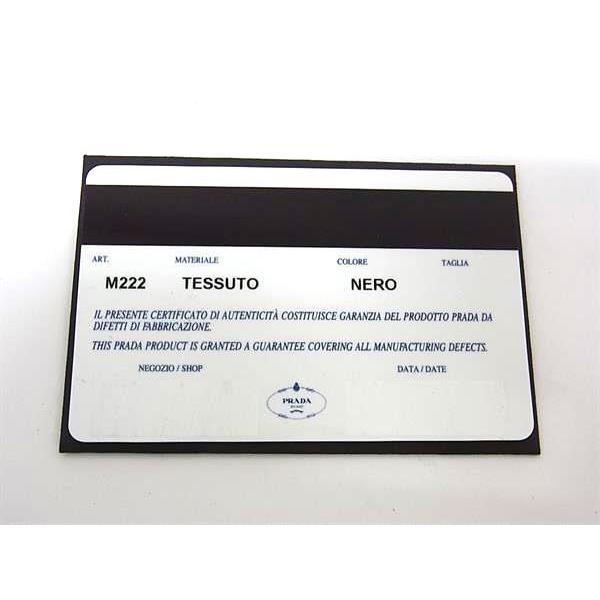 ART. MATERIALE COLORE TAGLIA
M222 TESSUTO NERO
IL PRESENTE CERTIFICATO DI AUTENTICITÀ COSTITUISCE GARANZIA DEL PRODOTTO PRADA DA
DIFETTI DI FABBRICAZIONE.
THIS PRADA PRODUCT IS GRANTED A GUARANTEE COVERING ALL MANUFACTURING DEFECTS.
NEGOZIO / SHOP DATA / DATE
PRADA
MILANO